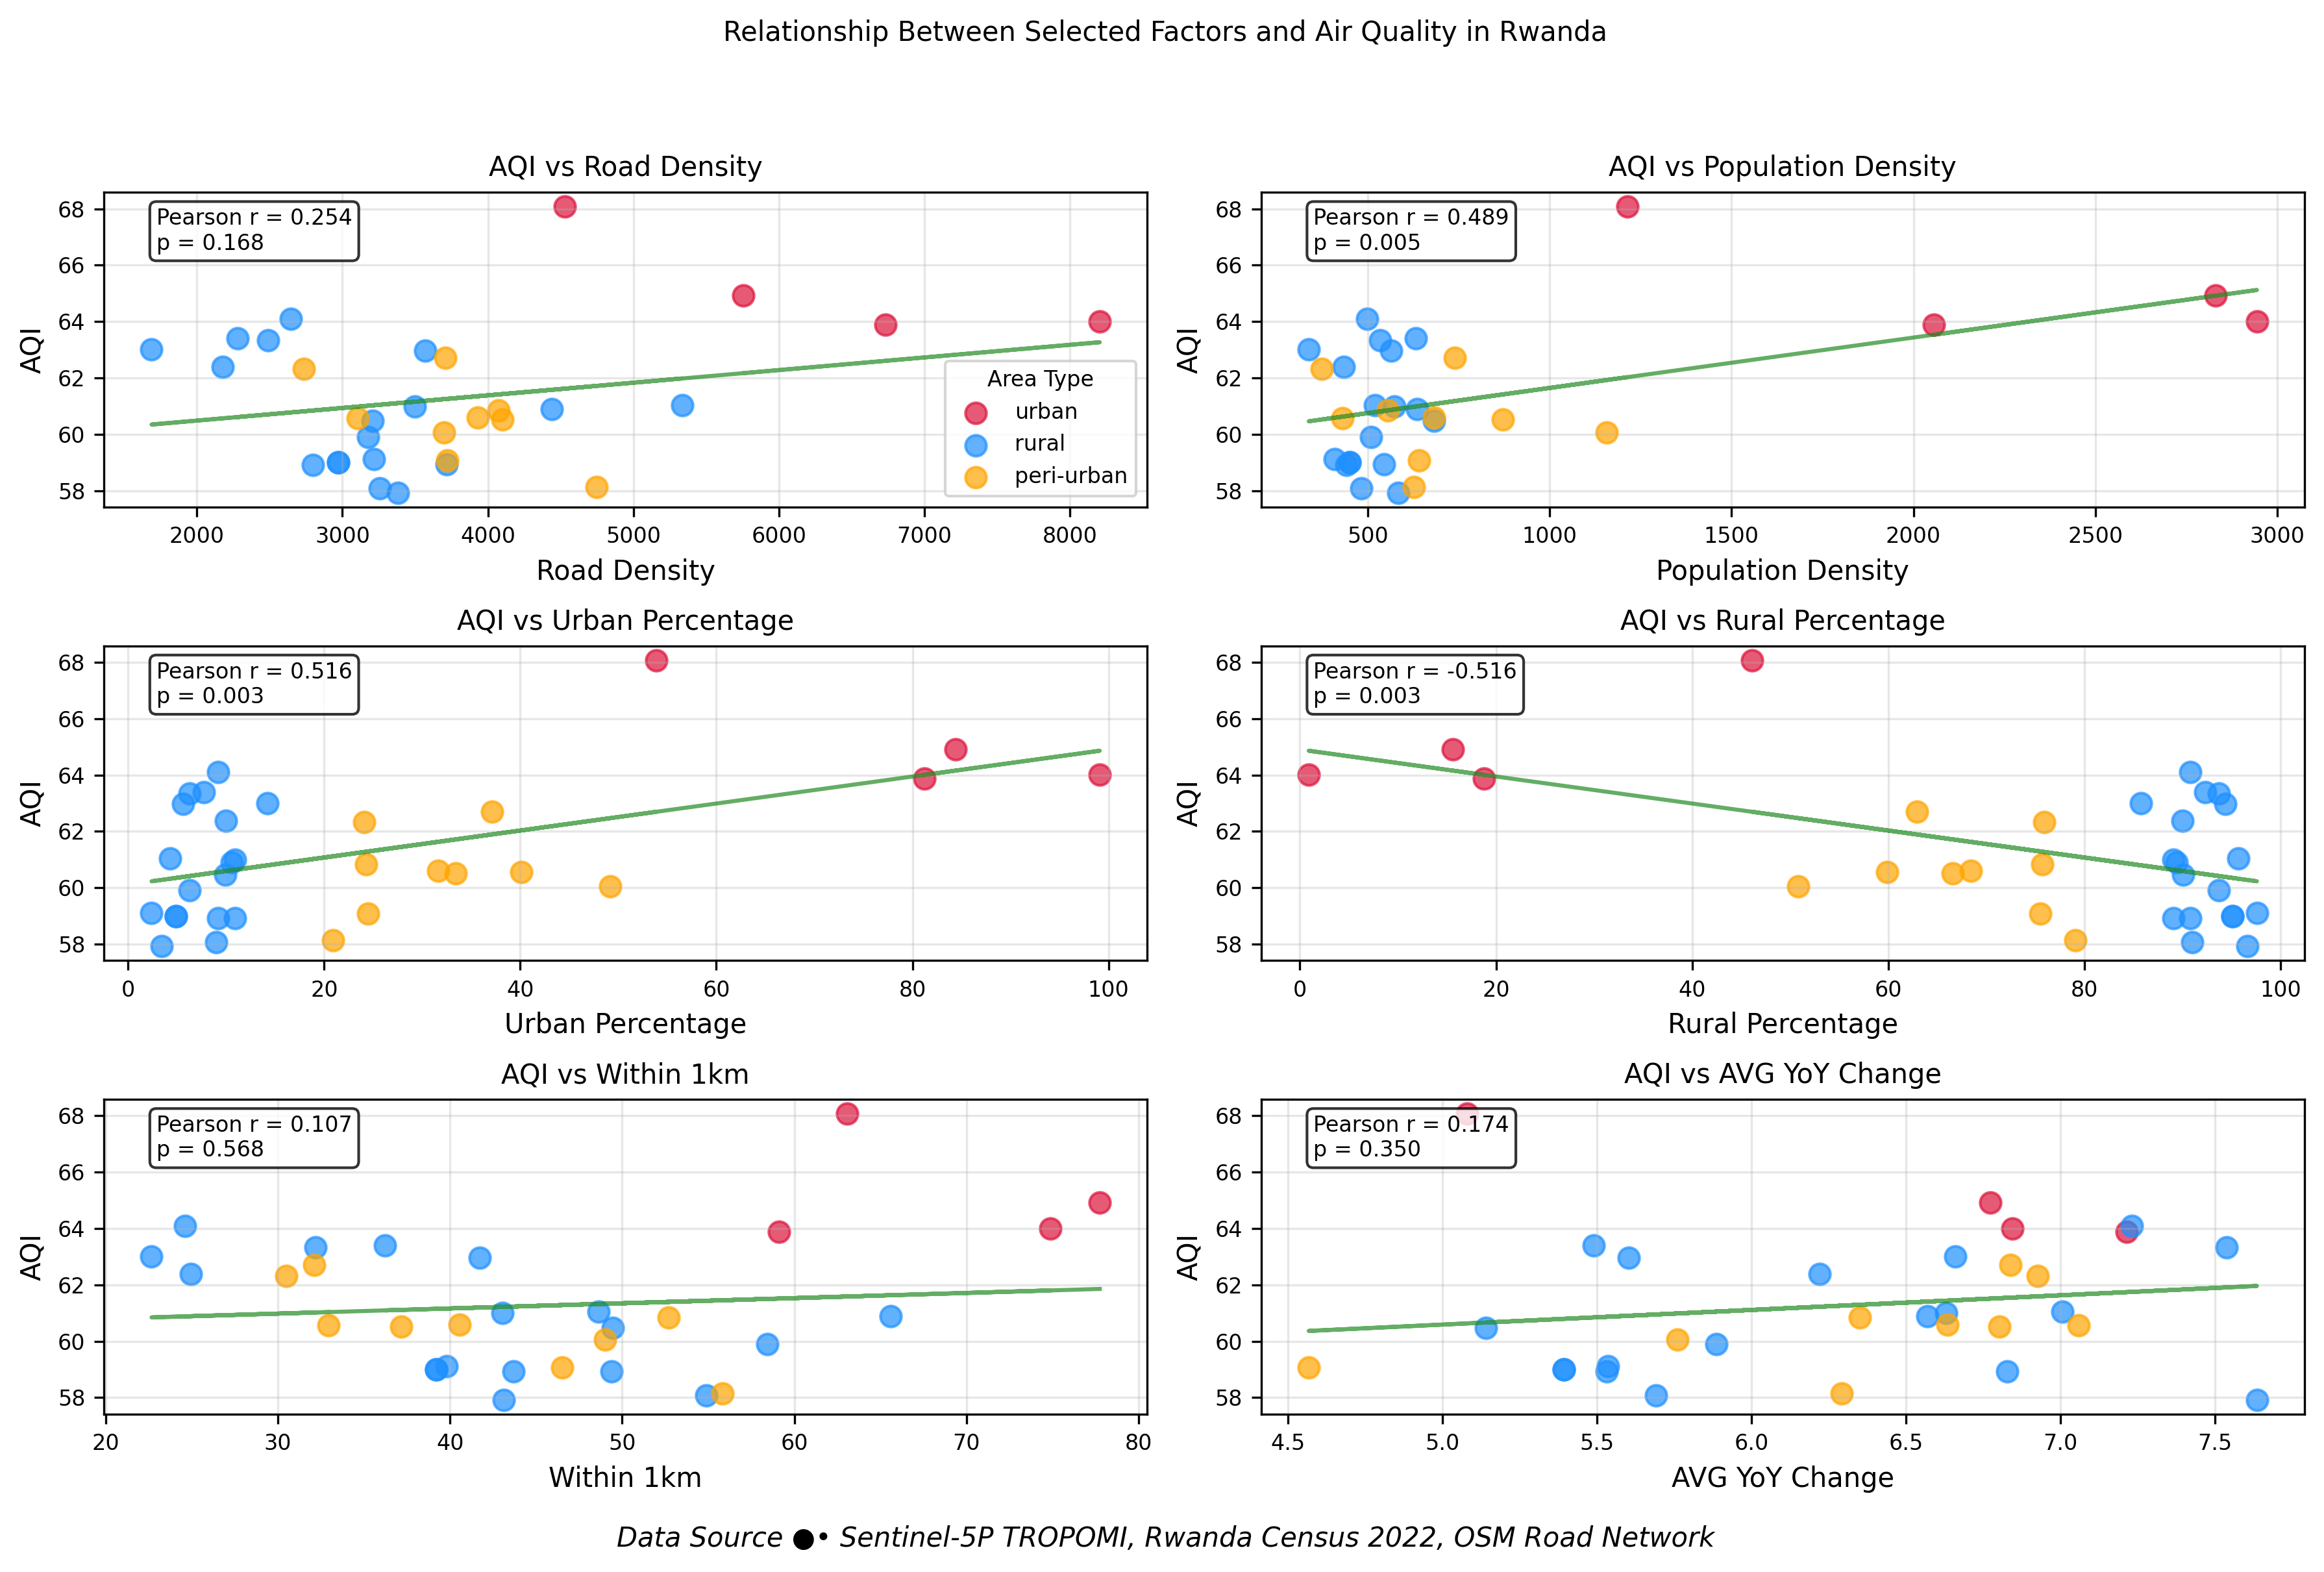 Relationship Between Selected Factors and Air Quality in Rwanda
AQI vs Road Density
Pearson r = 0.254
p = 0.168
AQI
68
66
64
62
60
58
Area Type
urban
rural
peri-urban
2000 3000 4000 5000 6000 7000 8000
Road Density
AQI vs Population Density
Pearson r = 0.489
p = 0.005
AQI
68
66
64
62
60
58
500 1000 1500 2000 2500 3000
Population Density
AQI vs Urban Percentage
Pearson r = 0.516
p = 0.003
AQI
68
66
64
62
60
58
0 20 40 60 80 100
Urban Percentage
AQI vs Rural Percentage
Pearson r = -0.516
p = 0.003
AQI
68
66
64
62
60
58
0 20 40 60 80 100
Rural Percentage
AQI vs Within 1km
Pearson r = 0.107
p = 0.568
AQI
68
66
64
62
60
58
20 30 40 50 60 70 80
Within 1km
AQI vs AVG YoY Change
Pearson r = 0.174
p = 0.350
AQI
68
66
64
62
60
58
4.5 5.0 5.5 6.0 6.5 7.0 7.5
AVG YoY Change
Data Source ●• Sentinel-5P TROPOMI, Rwanda Census 2022, OSM Road Network